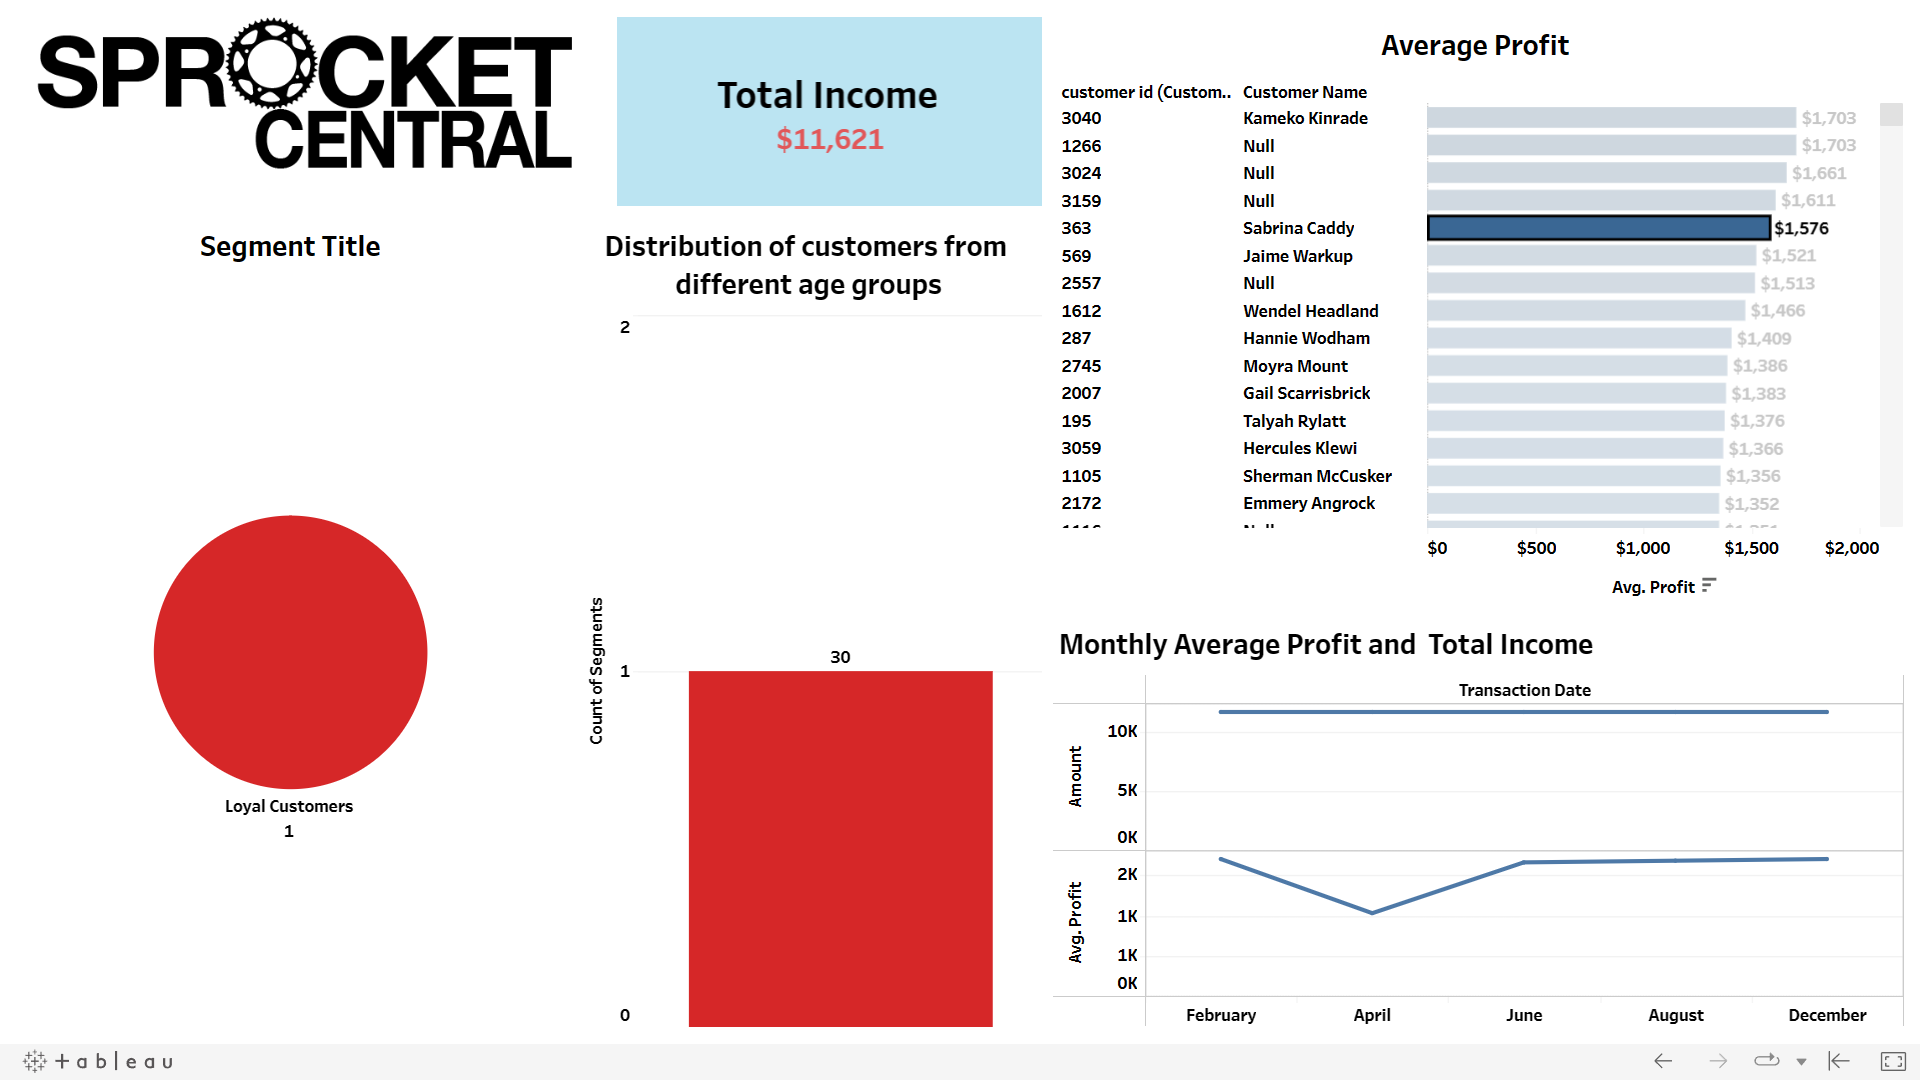 SPROCKET
CENTRAL
Total Income
$11,621
Segment Title
Loyal Customers
1
Distribution of customers from
different age groups
Count of Segments
2
1
0
30
Average Profit
customer id (Custom.. Customer Name
3040 Kameko Kinrade $1,703
1266 Null $1,703
3024 Null $1,661
3159 Null $1,611
363 Sabrina Caddy $1,576
569 Jaime Warkup $1,521
2557 Null $1,513
1612 Wendel Headland $1,466
287 Hannie Wodham $1,409
2745 Moyra Mount $1,386
2007 Gail Scarrisbrick $1,383
195 Talyah Rylatt $1,376
3059 Hercules Klewi $1,366
1105 Sherman McCusker $1,356
2172 Emmery Angrock $1,352
$0 $500 $1,000 $1,500 $2,000
Avg. Profit
Monthly Average Profit and Total Income
Transaction Date
Amount
10K
5K
0K
Avg. Profit
2K
1K
1K
0K
February April June August December
tableau